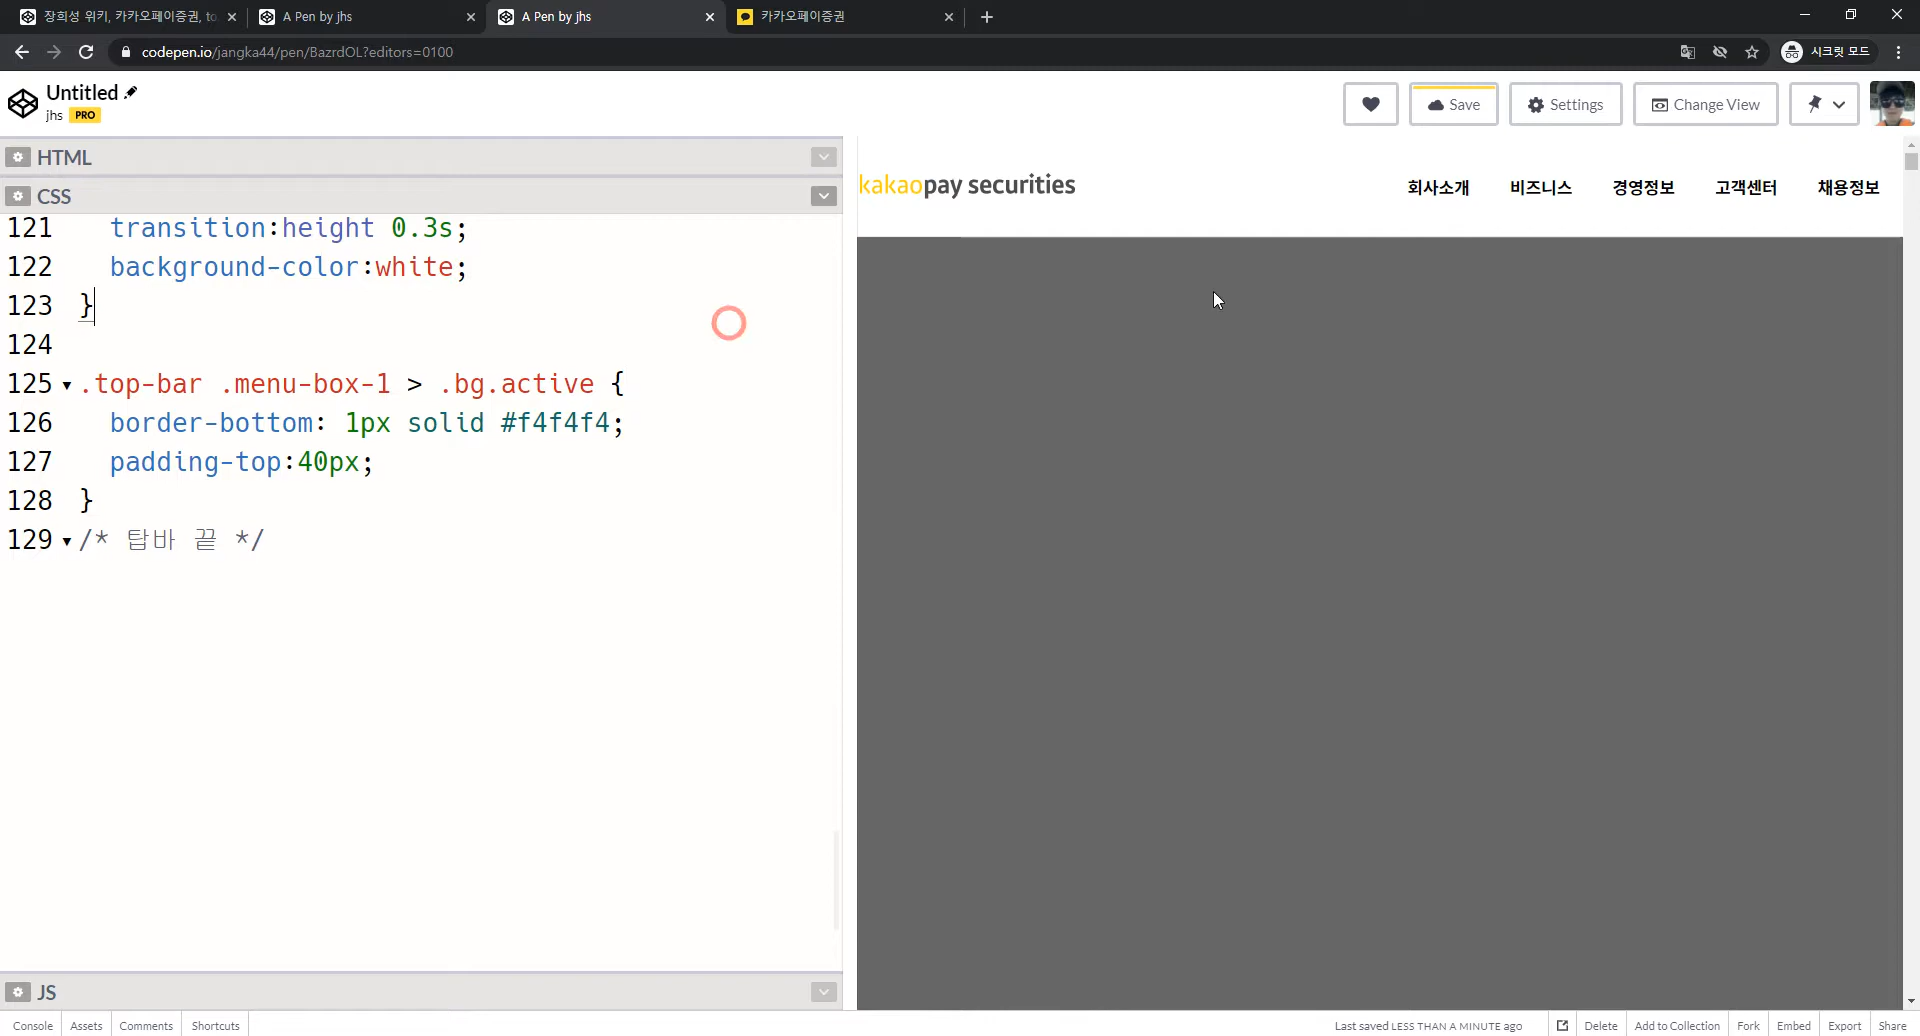 장희성 위키, 카카오페이증권, to
A Pen by jhs
A Pen by jhs
카카오페이증권
codepen.io/jangka44/pen/BazrdOL?editors=0100
시크릿 모드
Untitled
jhs PRO
Save
Settings
Change View
HTML
CSS
121 transition:height 0.3s;
122 background-color:white;
123 }
124
125 .top-bar .menu-box-1 > .bg.active {
126 border-bottom: 1px solid #f4f4f4;
127 padding-top:40px;
128 }
129 /* 탑바 끝 */
kakaopay securities
회사소개 비즈니스 경영정보 고객센터 채용정보
JS
Console Assets Comments Shortcuts
Last saved LESS THAN A MINUTE ago
Delete Add to Collection Fork Embed Export Share